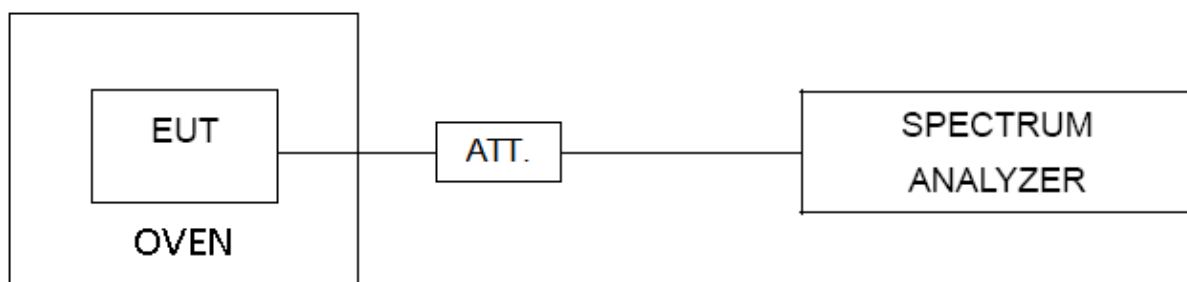 EUT
OVEN
ATT.
SPECTRUM
ANALYZER